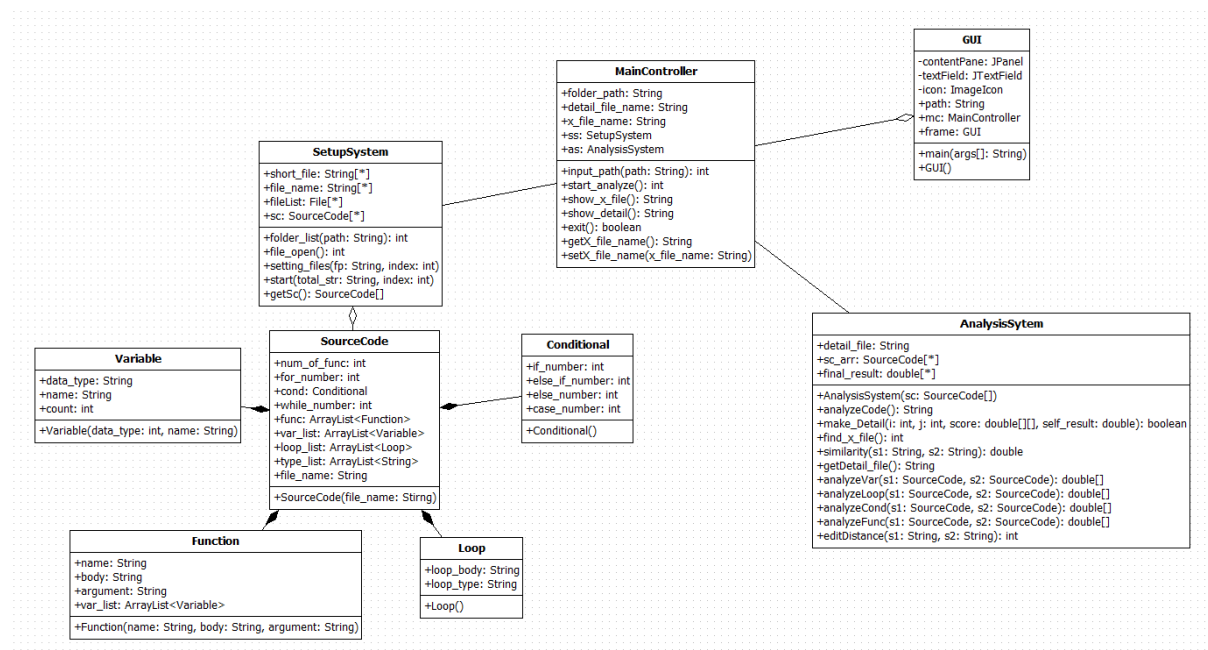 GUI
-contentPane: JPanel
-textField: JTextField
-icon: ImageIcon
+path: String
+mc: MainController
+frame: GUI
+main(args[]: String)
+GUI()
MainController
+folder_path: String
+detail_file_name: String
+x_file_name: String
+ss: SetupSystem
+as: AnalysisSystem
+input_path(path: String): int
+start_analyze(): int
+show_x_file(): String
+show_detail(): String
+exit(): boolean
+getX_file_name(): String
+setX_file_name(x_file_name: String)
SetupSystem
+short_file: String[*]
+file_name: String[*]
+fileList: File[*]
+sc: SourceCode[*]
+folder_list(path: String): int
+file_open(): int
+setting_files(fp: String, index: int)
+start(total_str: String, index: int)
+getSc(): SourceCode[]
AnalysisSytem
+detail_file: String
+sc_arr: SourceCode[*]
+final_result: double[*]
+AnalysisSystem(sc: SourceCode[])
+analyzeCode(): String
+make_Detail(i: int, j: int, score: double[][], self_result: double): boolean
+find_x_file(): int
+similarity(s1: String, s2: String): double
+getDetail_file(): String
+analyzeVar(s1: SourceCode, s2: SourceCode): double[]
+analyzeLoop(s1: SourceCode, s2: SourceCode): double[]
+analyzeCond(s1: SourceCode, s2: SourceCode): double[]
+analyzeFunc(s1: SourceCode, s2: SourceCode): double[]
+editDistance(s1: String, s2: String): int
Variable
+data_type: String
+name: String
+count: int
+Variable(data_type: int, name: String)
SourceCode
+num_of_func: int
+for_number: int
+cond: Conditional
+while_number: int
+func: ArrayList<Function>
+var_list: ArrayList<Variable>
+loop_list: ArrayList<Loop>
+type_list: ArrayList<String>
+file_name: String
+SourceCode(file_name: Stirng)
Conditional
+if_number: int
+else_if_number: int
+else_number: int
+case_number: int
+Conditional()
Function
+name: String
+body: String
+argument: String
+var_list: ArrayList<Variable>
+Function(name: String, body: String, argument: String)
Loop
+loop_body: String
+loop_type: String
+Loop()